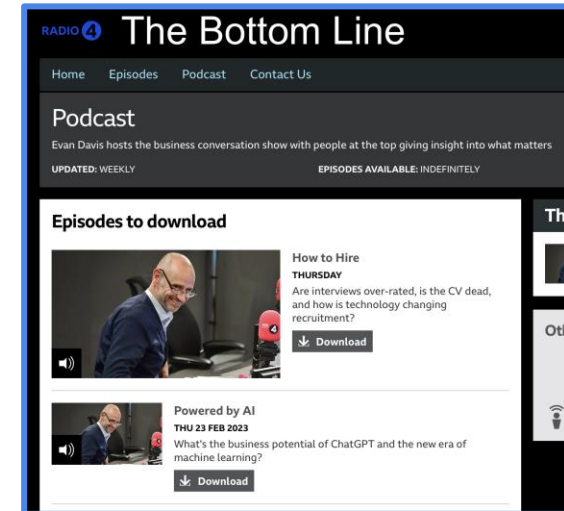 RADIO 4 The Bottom Line
Home Episodes Podcast Contact Us
Podcast
Evan Davis hosts the business conversation show with people at the top giving insight into what matters
UPDATED: WEEKLY EPISODES AVAILABLE: INDEFINITELY
Episodes to download
How to Hire
THURSDAY
Are interviews over-rated, is the CV dead,
and how is technology changing
recruitment?
Download
Powered by AI
THU 23 FEB 2023
What's the business potential of ChatGPT and the new era of
machine learning?
Download